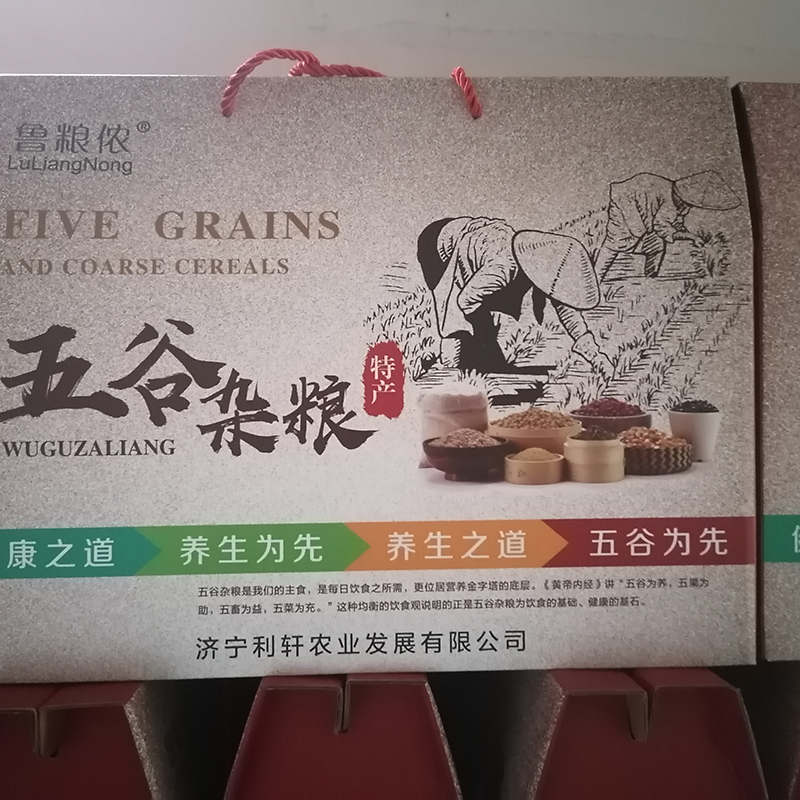 鲁粮侬®
LuLiangNong
FIVE GRAINS
AND COARSE CEREALS
五谷杂粮
特产
WUGUZALIANG
康之道 养生为先 养生之道 五谷为先
五谷杂粮是我们的主食，是每日饮食之所需，更位居营养金字塔的底层。《黄帝内经》讲“五谷为养，五果为
助，五畜为益，五菜为充。”这种均衡的饮食观说明的正是五谷杂粮为饮食的基础、健康的基石。
济宁利轩农业发展有限公司